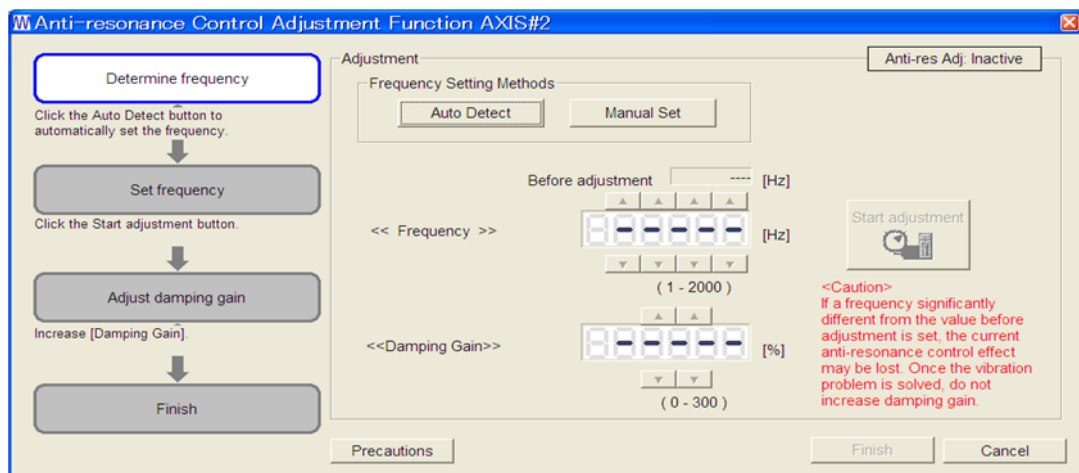 Anti-resonance Control Adjustment Function AXIS#2
Determine frequency
Click the Auto Detect button to
automatically set the frequency.
Set frequency
Click the Start adjustment button.
Adjust damping gain
Increase [Damping Gain].
Finish
Adjustment
Anti-res Adj: Inactive
Frequency Setting Methods
Auto Detect
Manual Set
Before adjustment ---- [Hz]
<< Frequency >> ------ [Hz]
( 1 - 2000 )
<<Damping Gain>> ------ [%]
( 0 - 300 )
Start adjustment
<Caution>
If a frequency significantly
different from the value before
adjustment is set, the current
anti-resonance control effect
may be lost. Once the vibration
problem is solved, do not
increase damping gain.
Precautions
Finish
Cancel